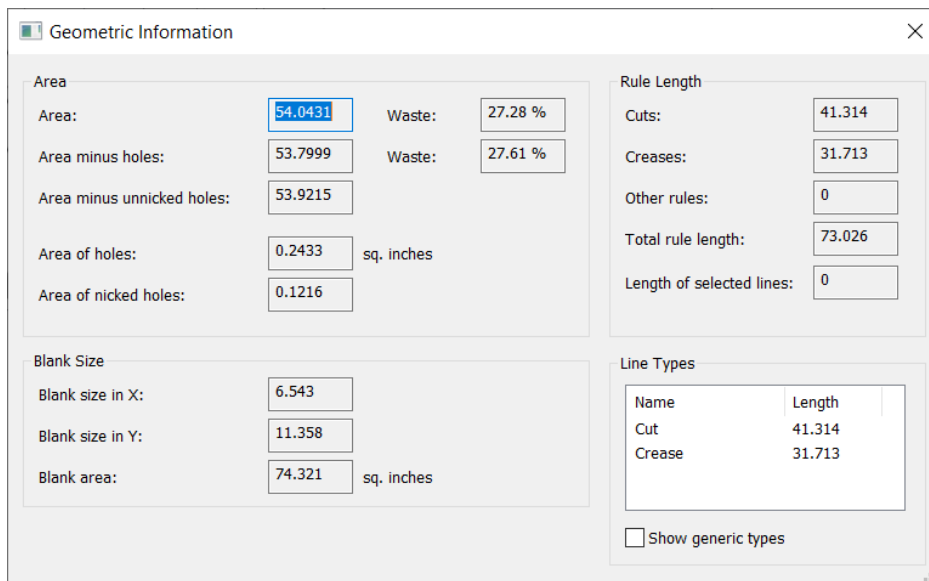 Geometric Information
Area
Area: 54.0431 Waste: 27.28 %
Area minus holes: 53.7999 Waste: 27.61 %
Area minus unnicked holes: 53.9215
Area of holes: 0.2433 sq. inches
Area of nicked holes: 0.1216
Rule Length
Cuts: 41.314
Creases: 31.713
Other rules: 0
Total rule length: 73.026
Length of selected lines: 0
Blank Size
Blank size in X: 6.543
Blank size in Y: 11.358
Blank area: 74.321 sq. inches
Line Types
Name Length
Cut 41.314
Crease 31.713
Show generic types